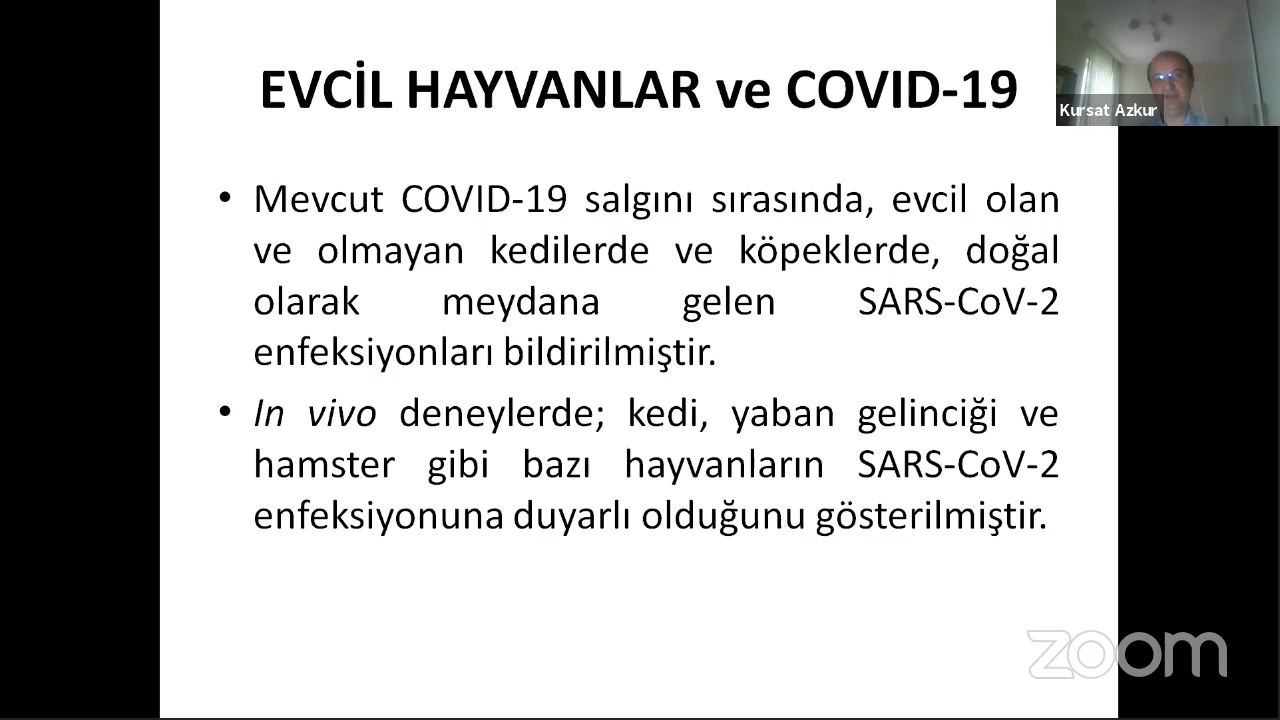 EVCİL HAYVANLAR ve COVID-19
Kursat Azkur
• Mevcut COVID-19 salgını sırasında, evcil olan
ve olmayan kedilerde ve köpeklerde, doğal
olarak meydana gelen SARS-CoV-2
enfeksiyonları bildirilmiştir.
• In vivo deneylerde; kedi, yaban gelinciği ve
hamster gibi bazı hayvanların SARS-CoV-2
enfeksiyonuna duyarlı olduğunu gösterilmiştir.
zoom